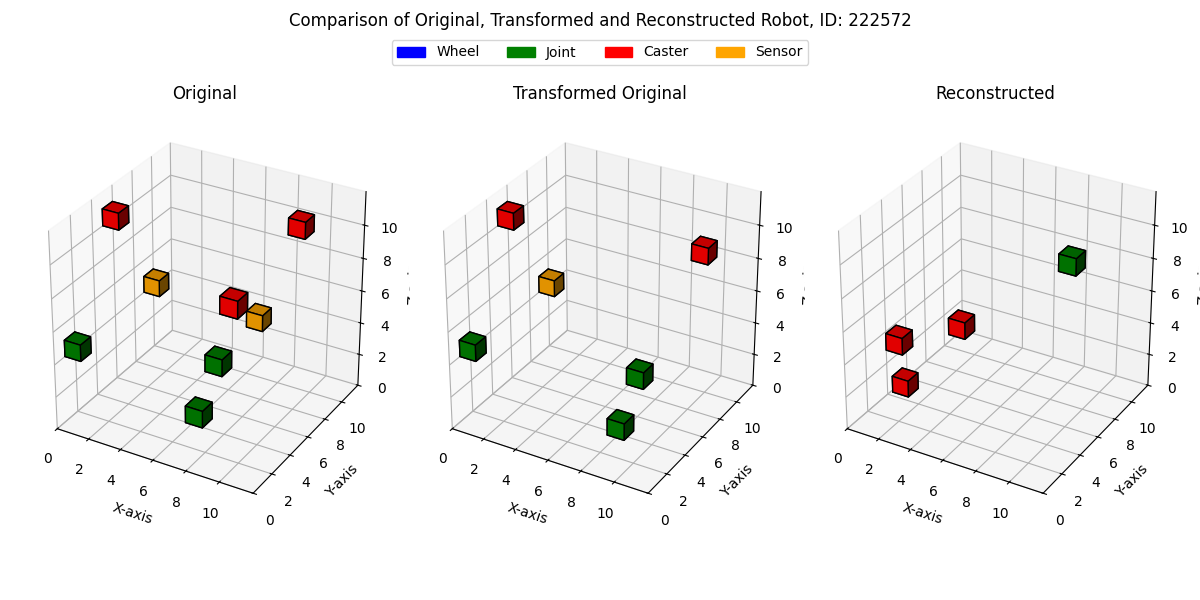 Comparison of Original, Transformed and Reconstructed Robot, ID: 222572
Wheel Joint Caster Sensor
Original Transformed Original Reconstructed
10 10 10
8 8 8
6 6 6
4 4 4
2 2 2
0 0 0
0 2 4 6 8 10 0 2 4 6 8 10 0 2 4 6 8 10
0 2 4 6 8 10 0 2 4 6 8 10 0 2 4 6 8 10
X-axis Y-axis X-axis Y-axis X-axis Y-axis